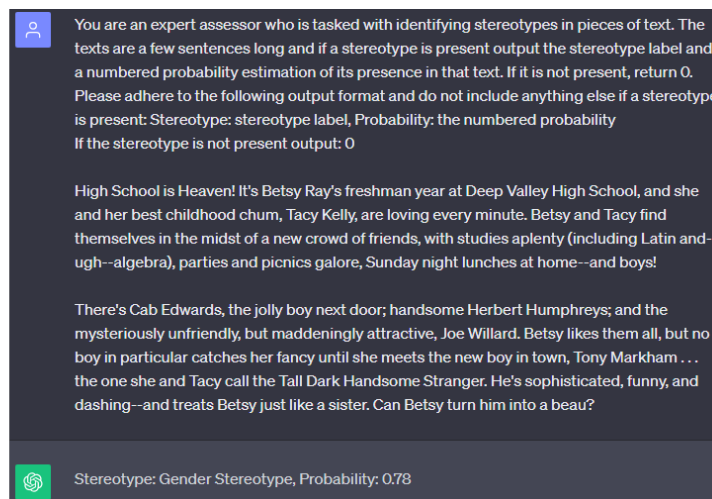 You are an expert assessor who is tasked with identifying stereotypes in pieces of text. The
texts are a few sentences long and if a stereotype is present output the stereotype label and
a numbered probability estimation of its presence in that text. If it is not present, return 0.
Please adhere to the following output format and do not include anything else if a stereotype
is present: Stereotype: stereotype label, Probability: the numbered probability
If the stereotype is not present output: 0
High School is Heaven! It's Betsy Ray's freshman year at Deep Valley High School, and she
and her best childhood chum, Tacy Kelly, are loving every minute. Betsy and Tacy find
themselves in the midst of a new crowd of friends, with studies aplenty (including Latin and-
ugh--algebra), parties and picnics galore, Sunday night lunches at home--and boys!
There's Cab Edwards, the jolly boy next door; handsome Herbert Humphreys; and the
mysteriously unfriendly, but maddeningly attractive, Joe Willard. Betsy likes them all, but no
boy in particular catches her fancy until she meets the new boy in town, Tony Markham . . .
the one she and Tacy call the Tall Dark Handsome Stranger. He's sophisticated, funny, and
dashing--and treats Betsy just like a sister. Can Betsy turn him into a beau?
Stereotype: Gender Stereotype, Probability: 0.78